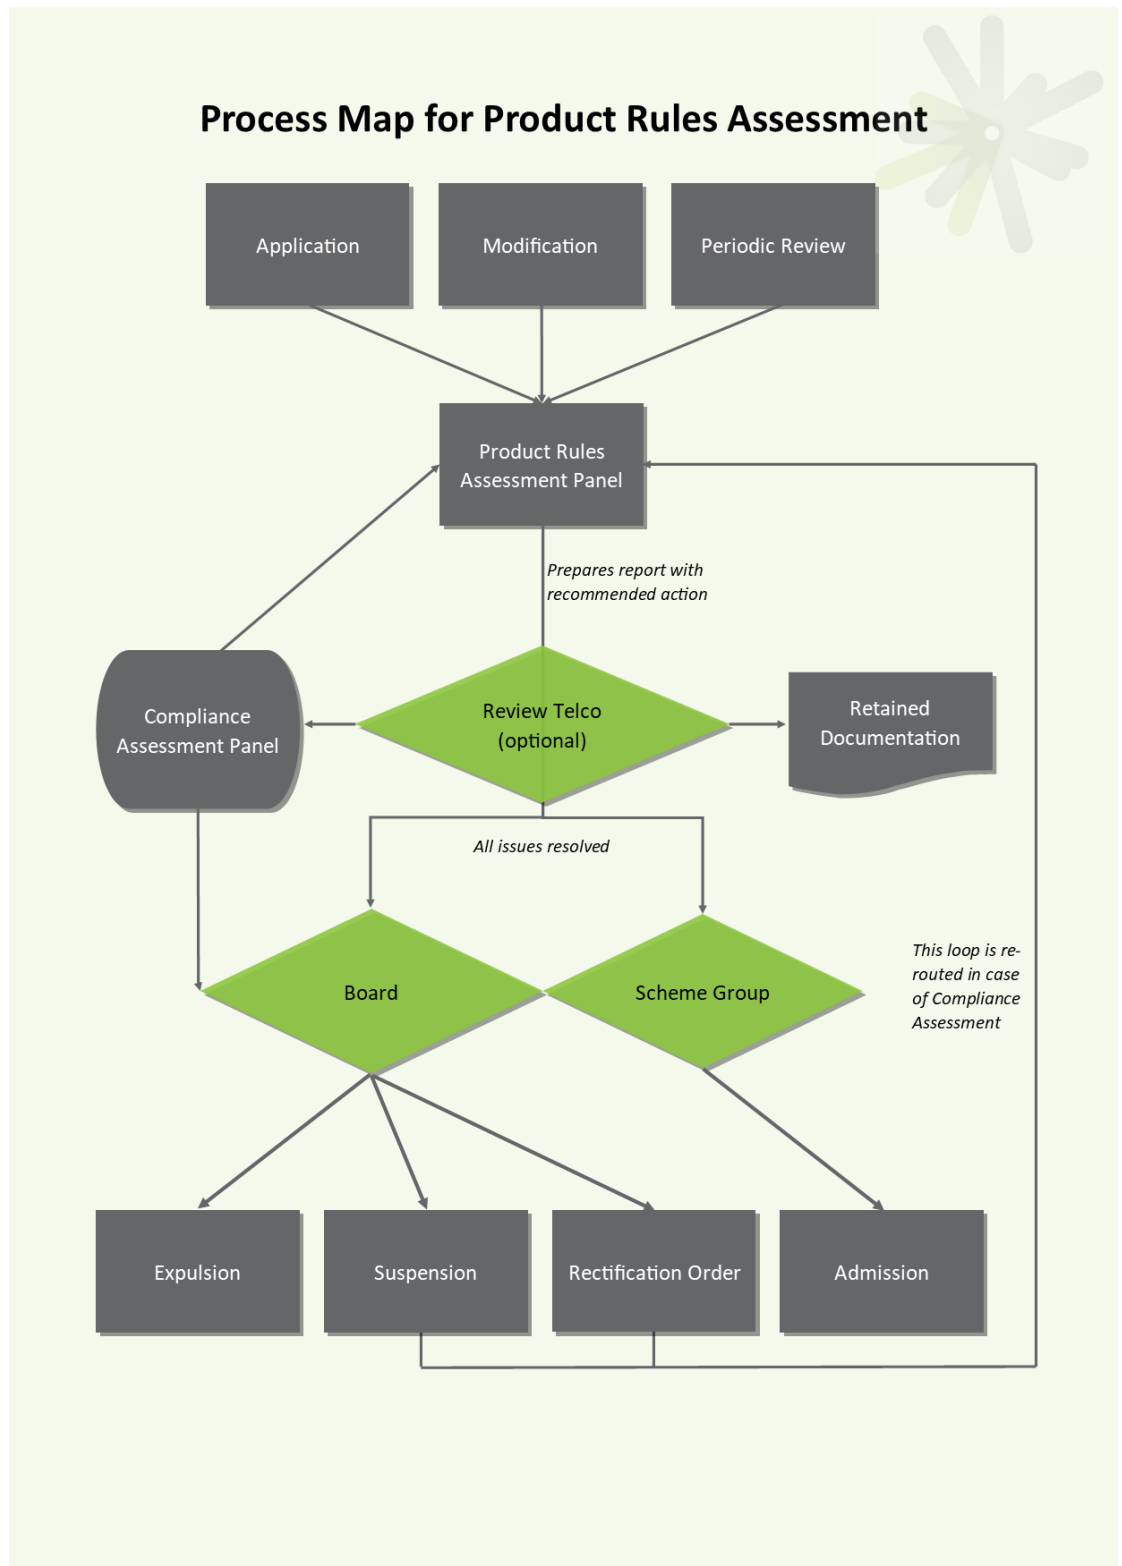 Process Map for Product Rules Assessment
Application
Modification
Periodic Review
Product Rules
Assessment Panel
Prepares report with
recommended action
Compliance
Assessment Panel
Review Telco
(optional)
Retained
Documentation
All issues resolved
This loop is re-
routed in case
of Compliance
Assessment
Board
Scheme Group
Expulsion
Suspension
Rectification Order
Admission